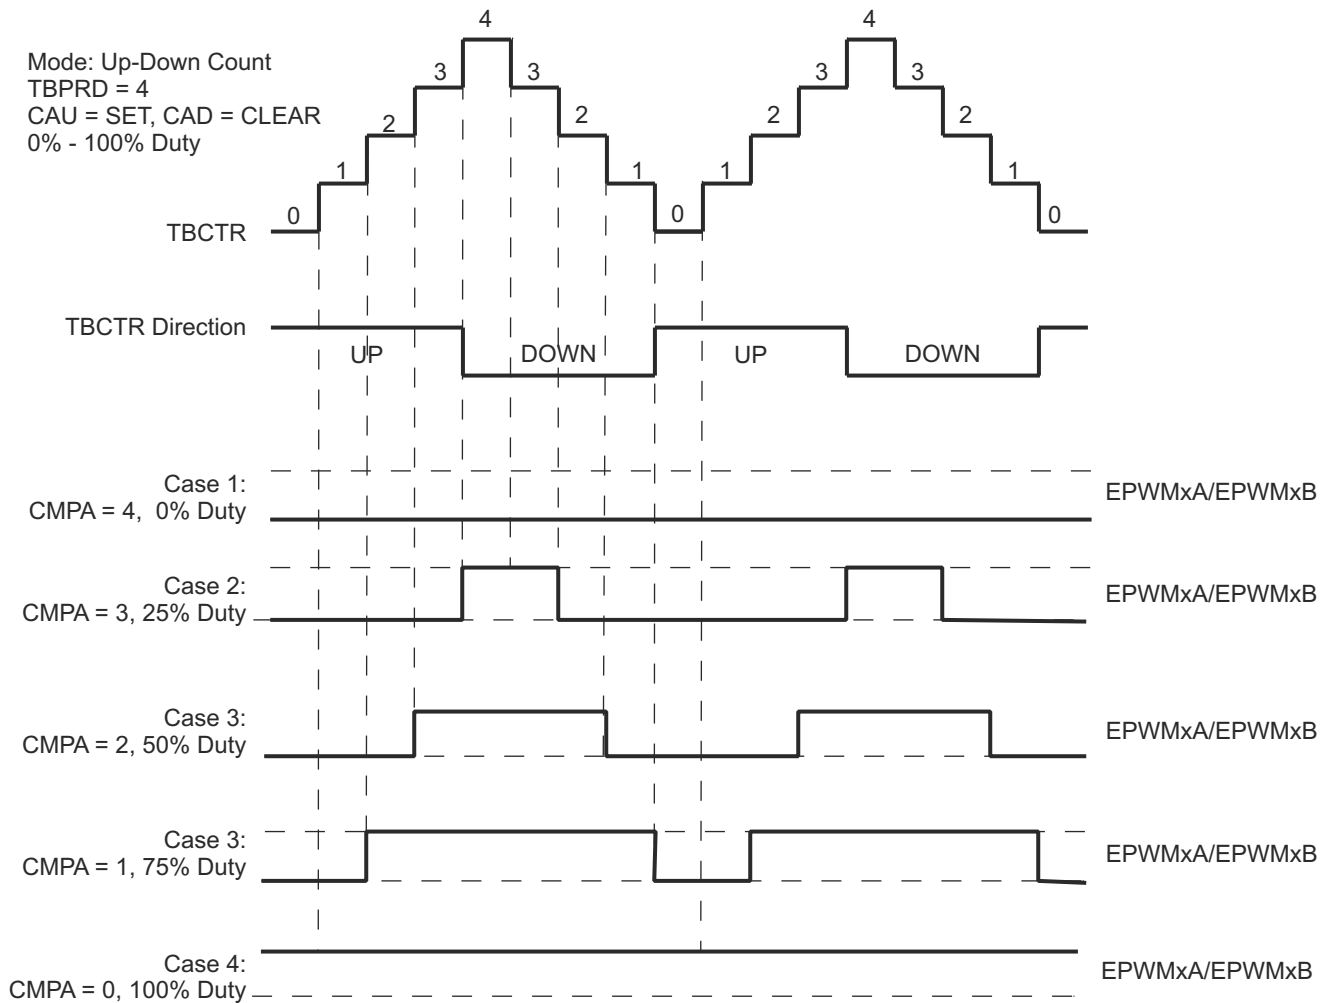 4
4
Mode: Up-Down Count
TBPRD = 4
CAU = SET, CAD = CLEAR
0% - 100% Duty
3
3
3
3
2
2
2
2
1
1
1
1
0
0
0
TBCTR
TBCTR Direction
UP
DOWN
UP
DOWN
Case 1:
CMPA = 4, 0% Duty
EPWMxA/EPWMxB
Case 2:
CMPA = 3, 25% Duty
EPWMxA/EPWMxB
Case 3:
CMPA = 2, 50% Duty
EPWMxA/EPWMxB
Case 3:
CMPA = 1, 75% Duty
EPWMxA/EPWMxB
Case 4:
CMPA = 0, 100% Duty
EPWMxA/EPWMxB